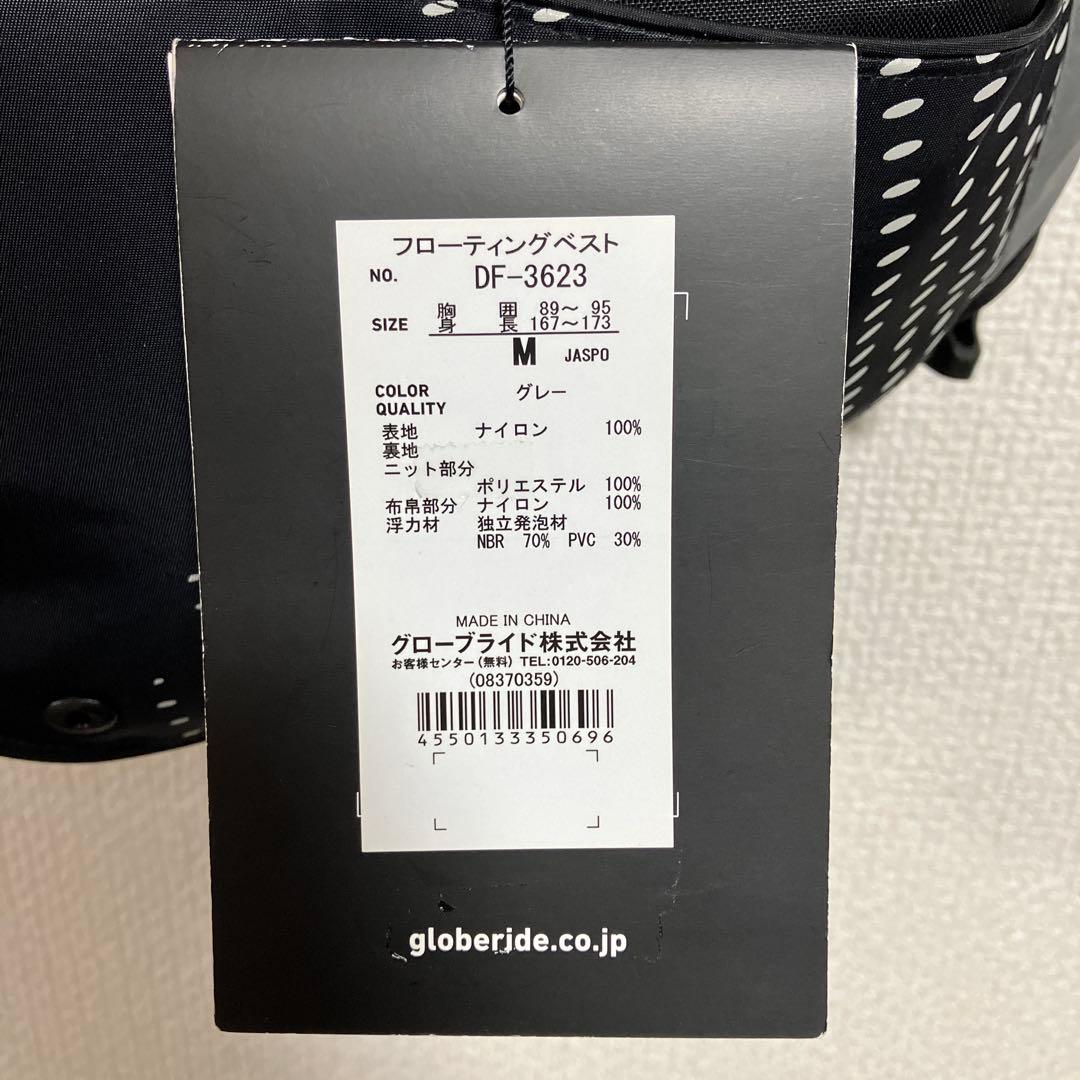 フローティングベスト
NO. DF-3623
胸 囲 89～ 95
SIZE 身 長 167～173
M JASPO
COLOR グレー
QUALITY
表地 ナイロン 100%
裏地
ニット部分
ポリエステル 100%
布帛部分 ナイロン 100%
浮力材 独立発泡材
NBR 70% PVC 30%
MADE IN CHINA
グローブライド株式会社
お客様センター(無料) TEL:0120-506-204
(08370359)
4550133350696
globeride.co.jp